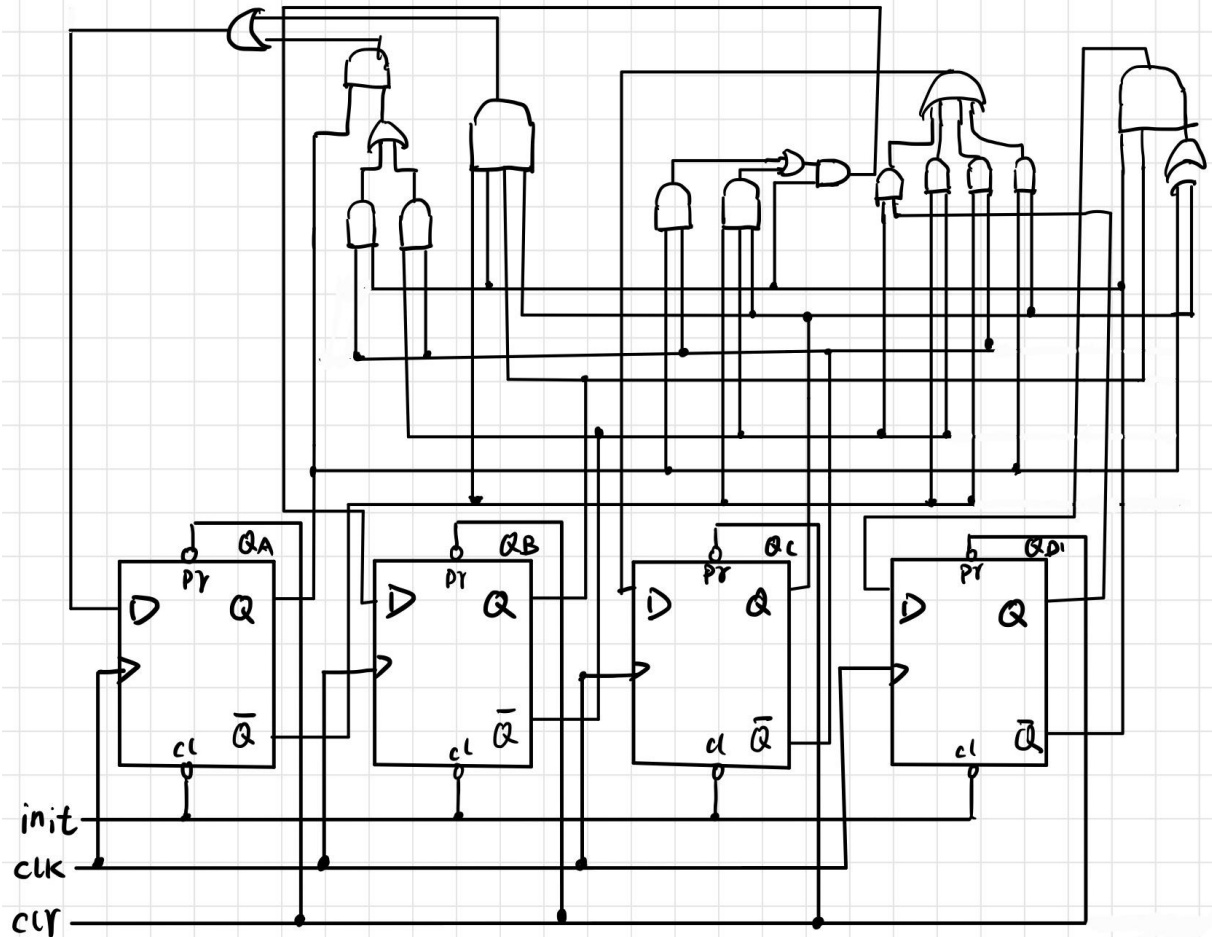 QA QB QC QD
Pr Pr Pr Pr
D Q D Q D Q D Q
Q̅ Q̅ Q̅ Q̅
cl cl cl cl
init
clk
clr